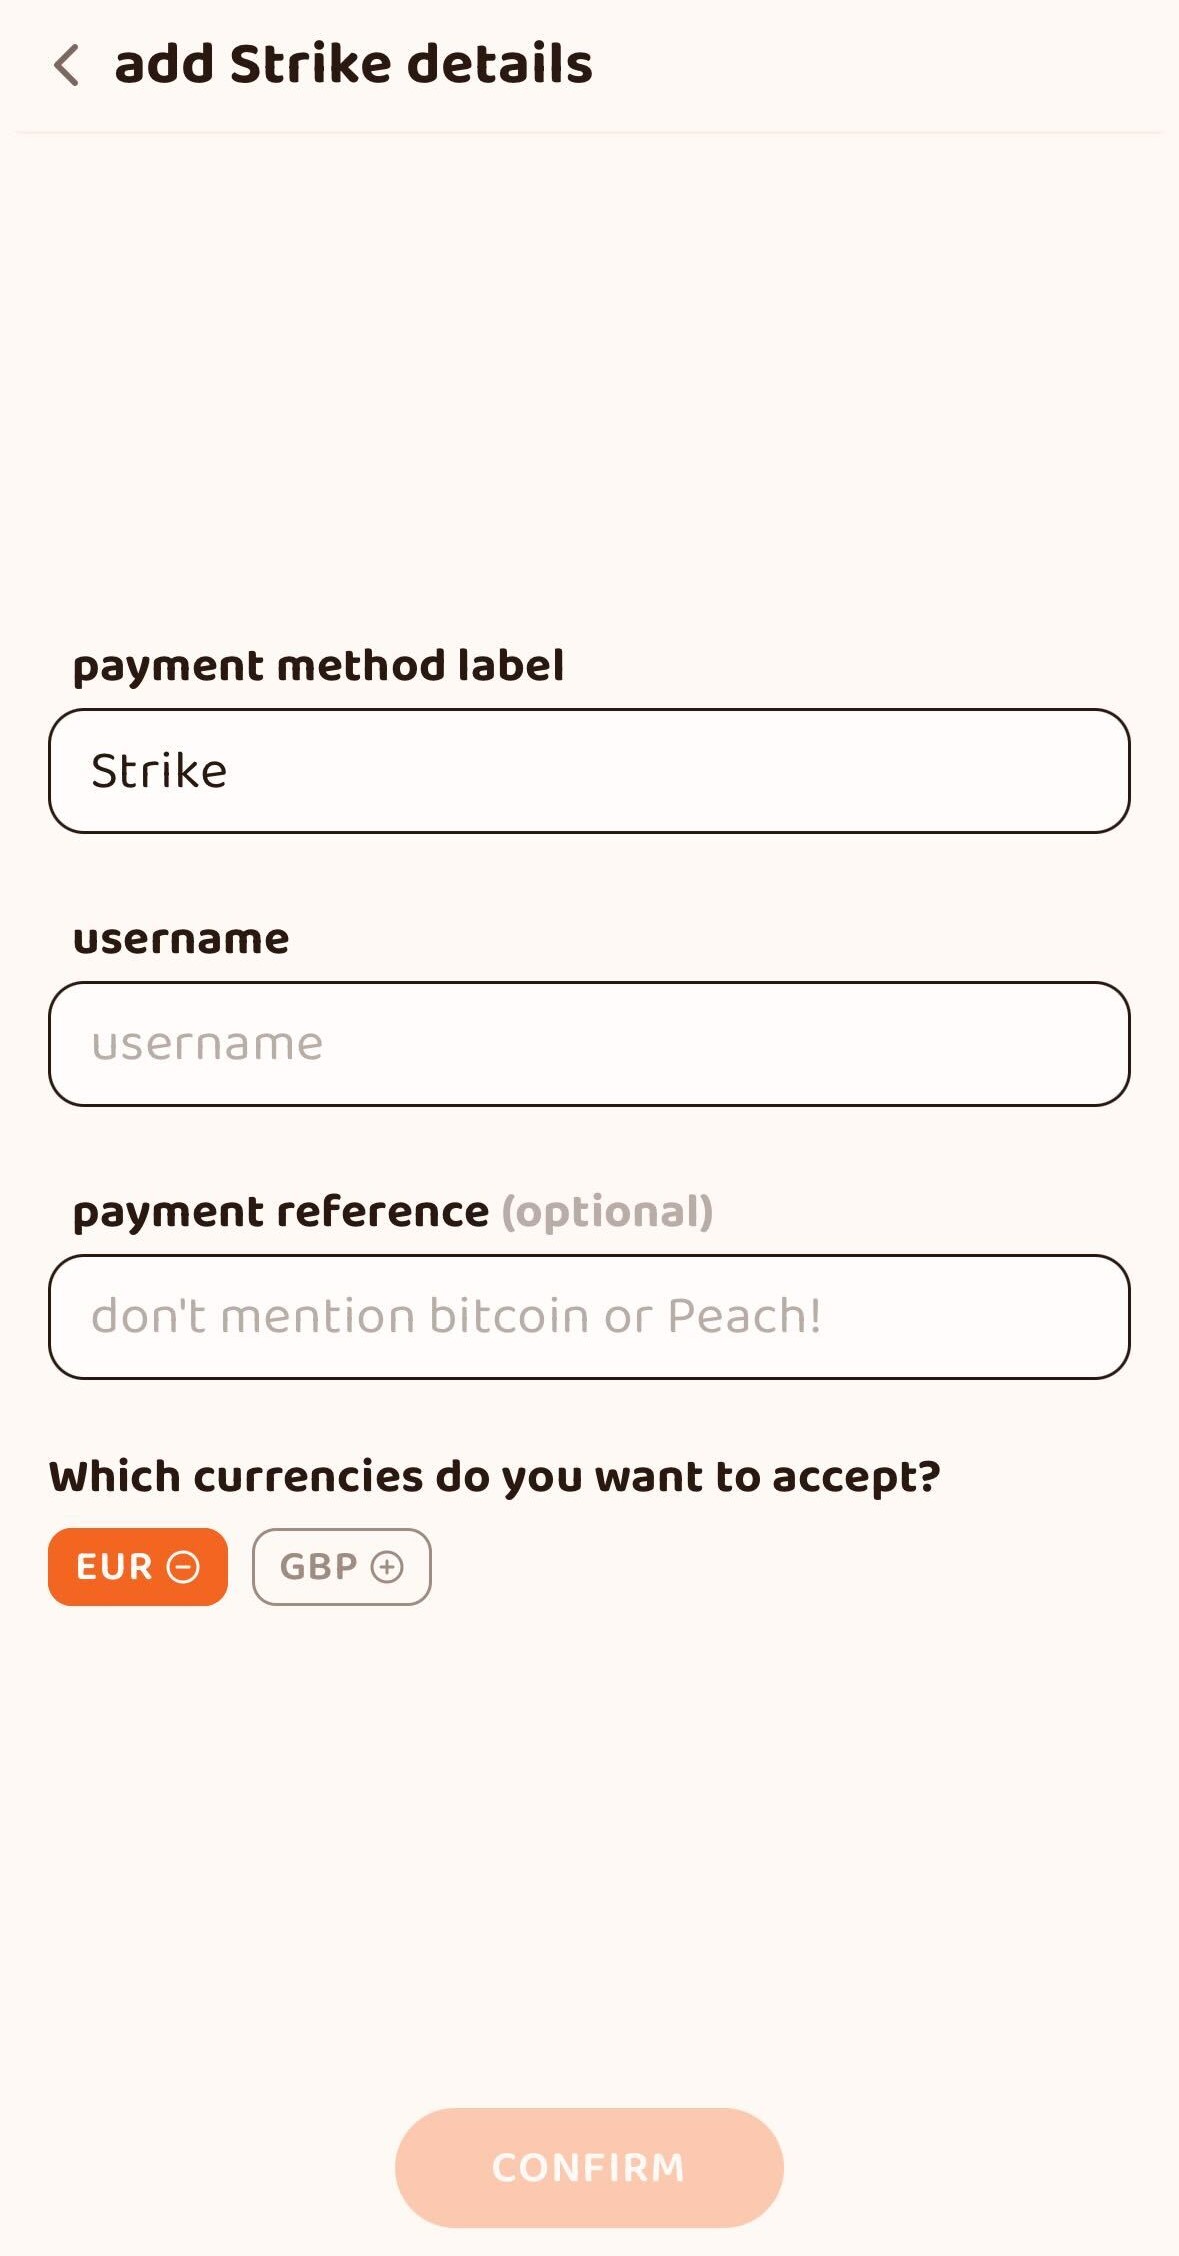 add Strike details
payment method label
Strike
username
username
payment reference (optional)
don't mention bitcoin or Peach!
Which currencies do you want to accept?
EUR GBP
CONFIRM